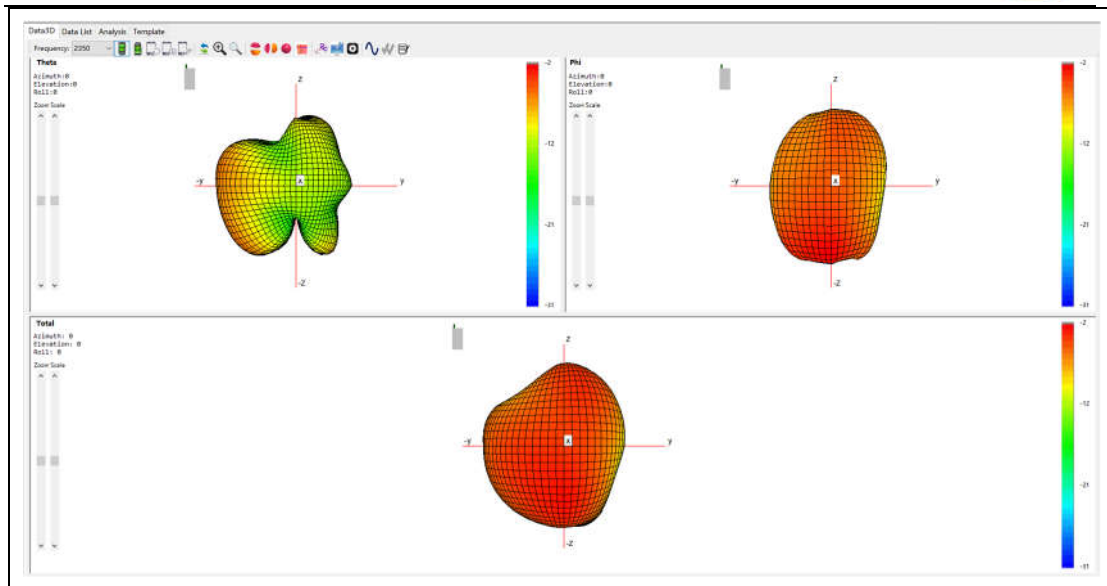 Data3D Data List Analysis Template
Frequency: 2350
Theta
Azimuth:0
Elevation:0
Roll:0
Zoom Scale
z
-y
x
y
-z
-2
-12
-21
-31
Phi
Azimuth:0
Elevation:0
Roll:0
Zoom Scale
z
-y
x
y
-z
-2
-12
-21
-31
Total
Azimuth: 0
Elevation: 0
Roll: 0
Zoom Scale
z
-y
x
y
-z
-2
-12
-21
-31